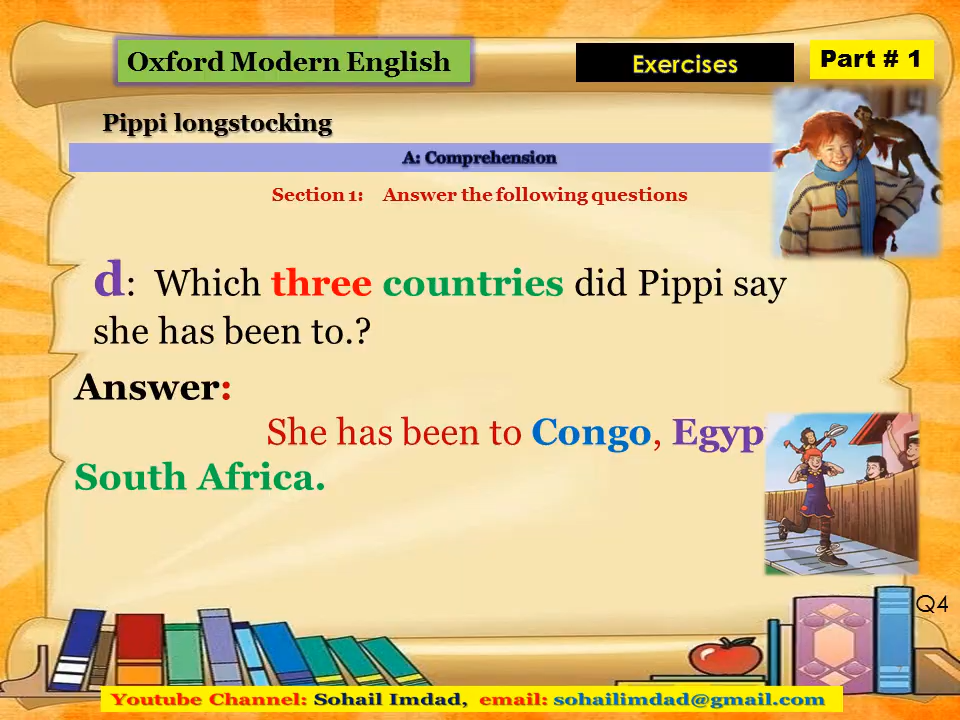 Oxford Modern English
Exercises
Part # 1
Pippi longstocking
A: Comprehension
Section 1: Answer the following questions
d: Which three countries did Pippi say
she has been to.?
Answer:
She has been to Congo, Egyp
South Africa.
Q4
Youtube Channel: Sohail Imdad, email: sohailimdad@gmail.com